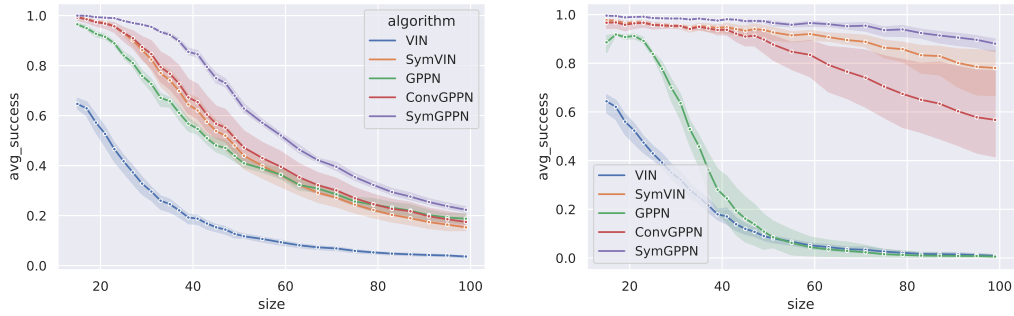 1.0
0.8
0.6
0.4
0.2
0.0
avg_success
20
40
60
80
100
size
algorithm
VIN
SymVIN
GPPN
ConvGPPN
SymGPPN
1.0
0.8
0.6
0.4
0.2
0.0
avg_success
20
40
60
80
100
size
VIN
SymVIN
GPPN
ConvGPPN
SymGPPN